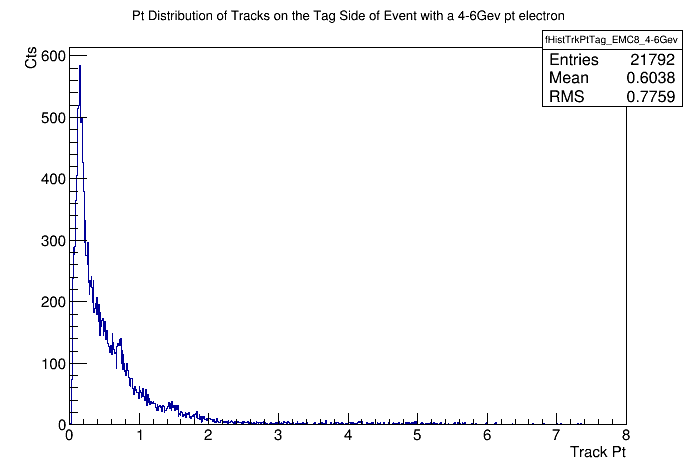 Pt Distribution of Tracks on the Tag Side of Event with a 4-6Gev pt electron
fHistTrkPtTag_EMC8_4-6Gev
Entries 21792
Mean 0.6038
RMS 0.7759
Cts
600
500
400
300
200
100
0
0 1 2 3 4 5 6 7 8
Track Pt